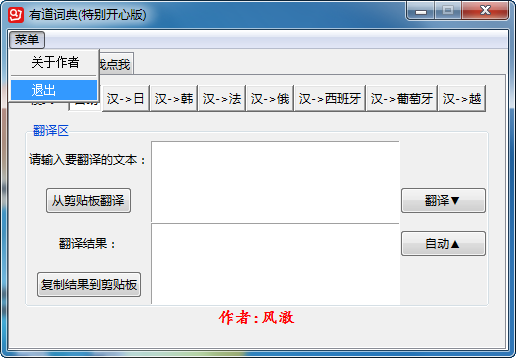 有道词典(特别开心版)
菜单
关于作者
退出
找点我
汉->日 汉->韩 汉->法 汉->俄 汉->西班牙 汉->葡萄牙 汉->越
翻译区
请输入要翻译的文本：
从剪贴板翻译
翻译▼
翻译结果：
自动▲
复制结果到剪贴板
作者:风激